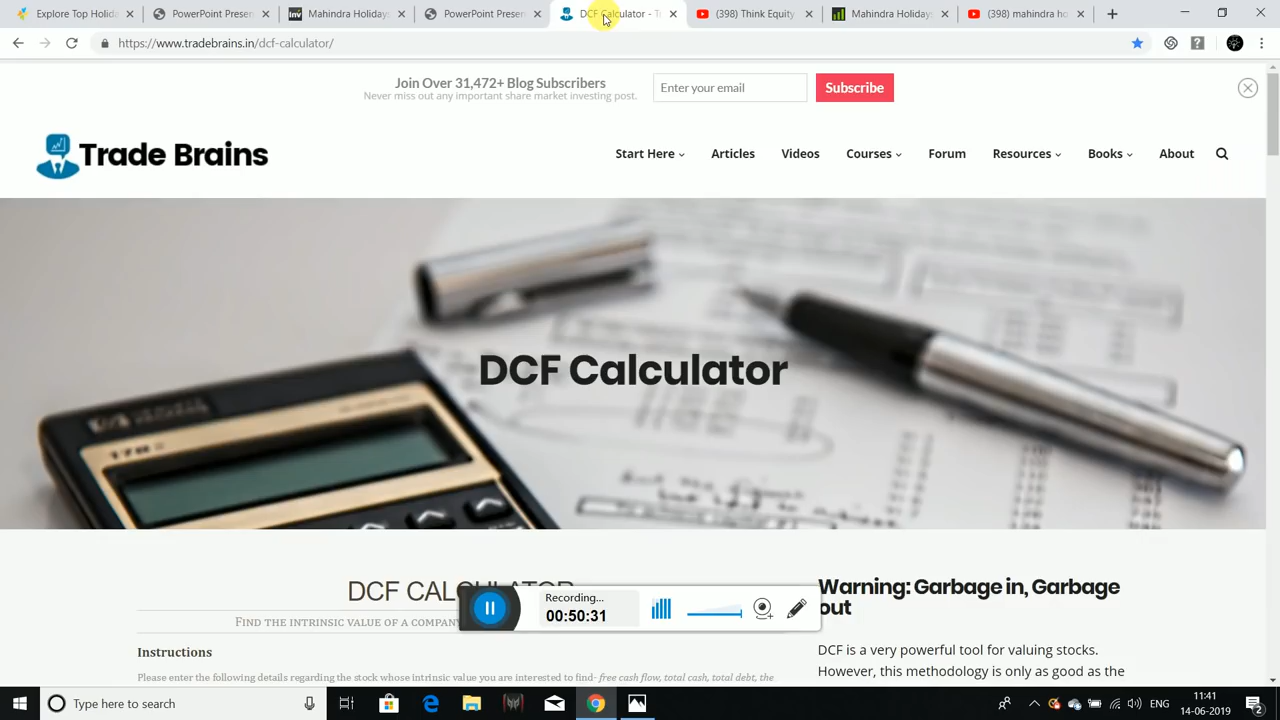 Explore Top Holida
PowerPoint Presen
Inv Mahindra Holiday
PowerPoint Presen
DCF Calculator - T
(398) Think Equity
Mahindra Holiday
(398) mahindra ho
https://www.tradebrains.in/dcf-calculator/
Join Over 31,472+ Blog Subscribers
Never miss out any important share market investing post.
Enter your email
Subscribe
Trade Brains
Start Here
Articles
Videos
Courses
Forum
Resources
Books
About
DCF Calculator
DCF CALCULATOR
FIND THE INTRINSIC VALUE OF A COMPANY
Instructions
Please enter the following details regarding the stock whose intrinsic value you are interested to find- free cash flow, total cash, total debt, the
Warning: Garbage in, Garbage
out
DCF is a very powerful tool for valuing stocks.
However, this methodology is only as good as the
Recording...
00:50:31
Type here to search
ENG
11:41
14-06-2019
2